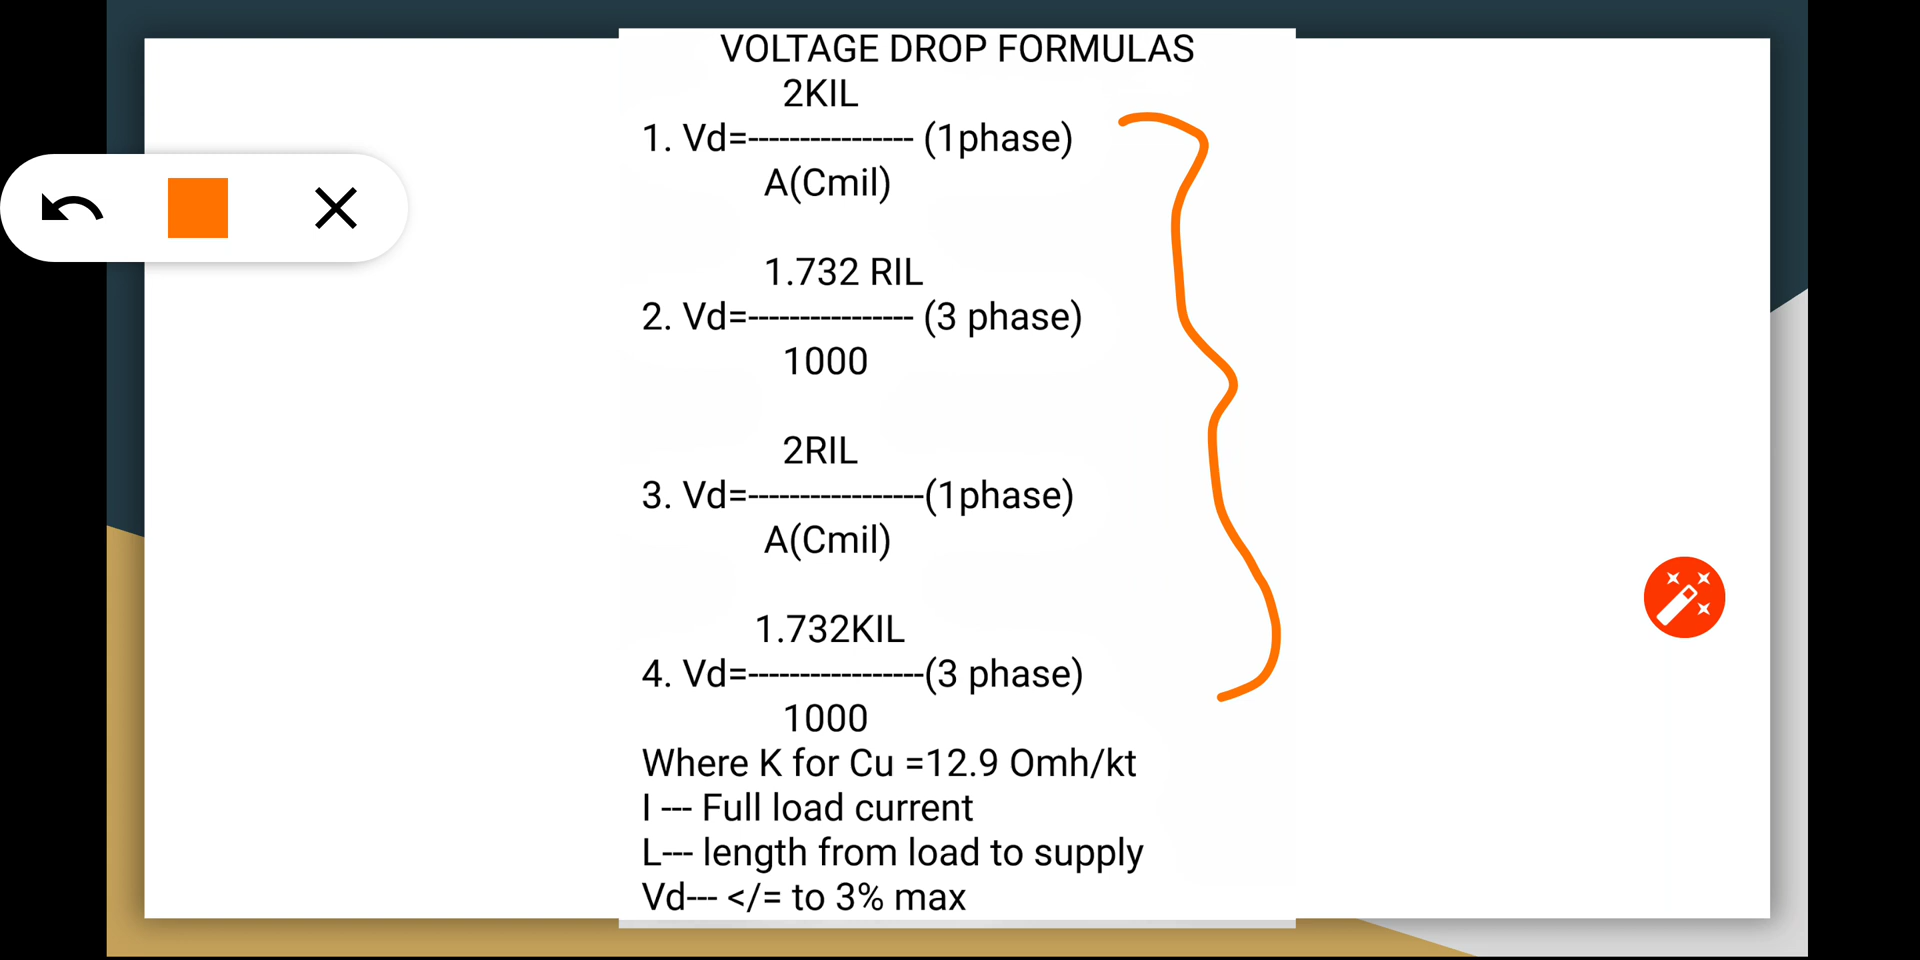 VOLTAGE DROP FORMULAS
2KIL
1. Vd=---------------- (1phase)
A(Cmil)
1.732 RIL
2. Vd=---------------- (3 phase)
1000
2RIL
3. Vd=-----------------(1phase)
A(Cmil)
1.732KIL
4. Vd=-----------------(3 phase)
1000
Where K for Cu =12.9 Omh/kt
I --- Full load current
L--- length from load to supply
Vd--- </= to 3% max